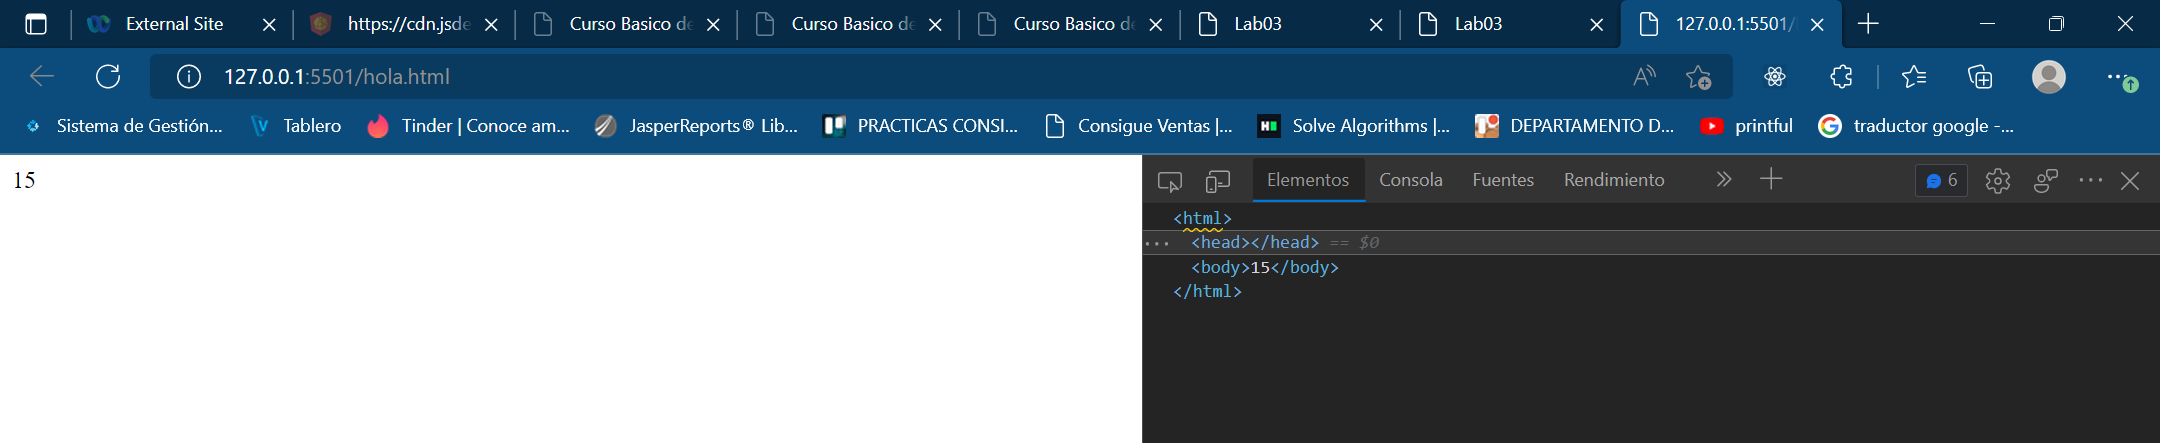 External Site
https://cdn.jsde
Curso Basico de
Curso Basico de
Curso Basico de
Lab03
Lab03
127.0.0.1:5501/
127.0.0.1:5501/hola.html
Sistema de Gestión...
Tablero
Tinder | Conoce am...
JasperReports® Lib...
PRACTICAS CONSI...
Consigue Ventas |...
Solve Algorithms |...
DEPARTAMENTO D...
printful
traductor google -...
15
Elementos
Consola
Fuentes
Rendimiento
6
<html>
<head></head> == $0
<body>15</body>
</html>